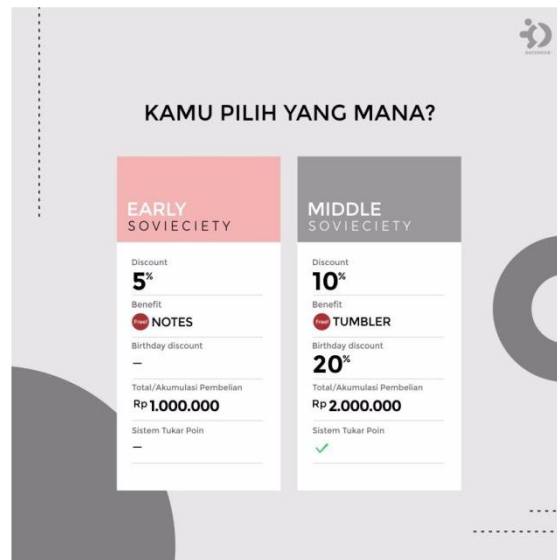 KAMU PILIH YANG MANA?
EARLY
SOVIECIETY
Discount
5%
Benefit
Free! NOTES
Birthday discount
–
Total/Akumulasi Pembelian
Rp 1.000.000
Sistem Tukar Poin
–
MIDDLE
SOVIECIETY
Discount
10%
Benefit
Free! TUMBLER
Birthday discount
20%
Total/Akumulasi Pembelian
Rp 2.000.000
Sistem Tukar Poin
✓